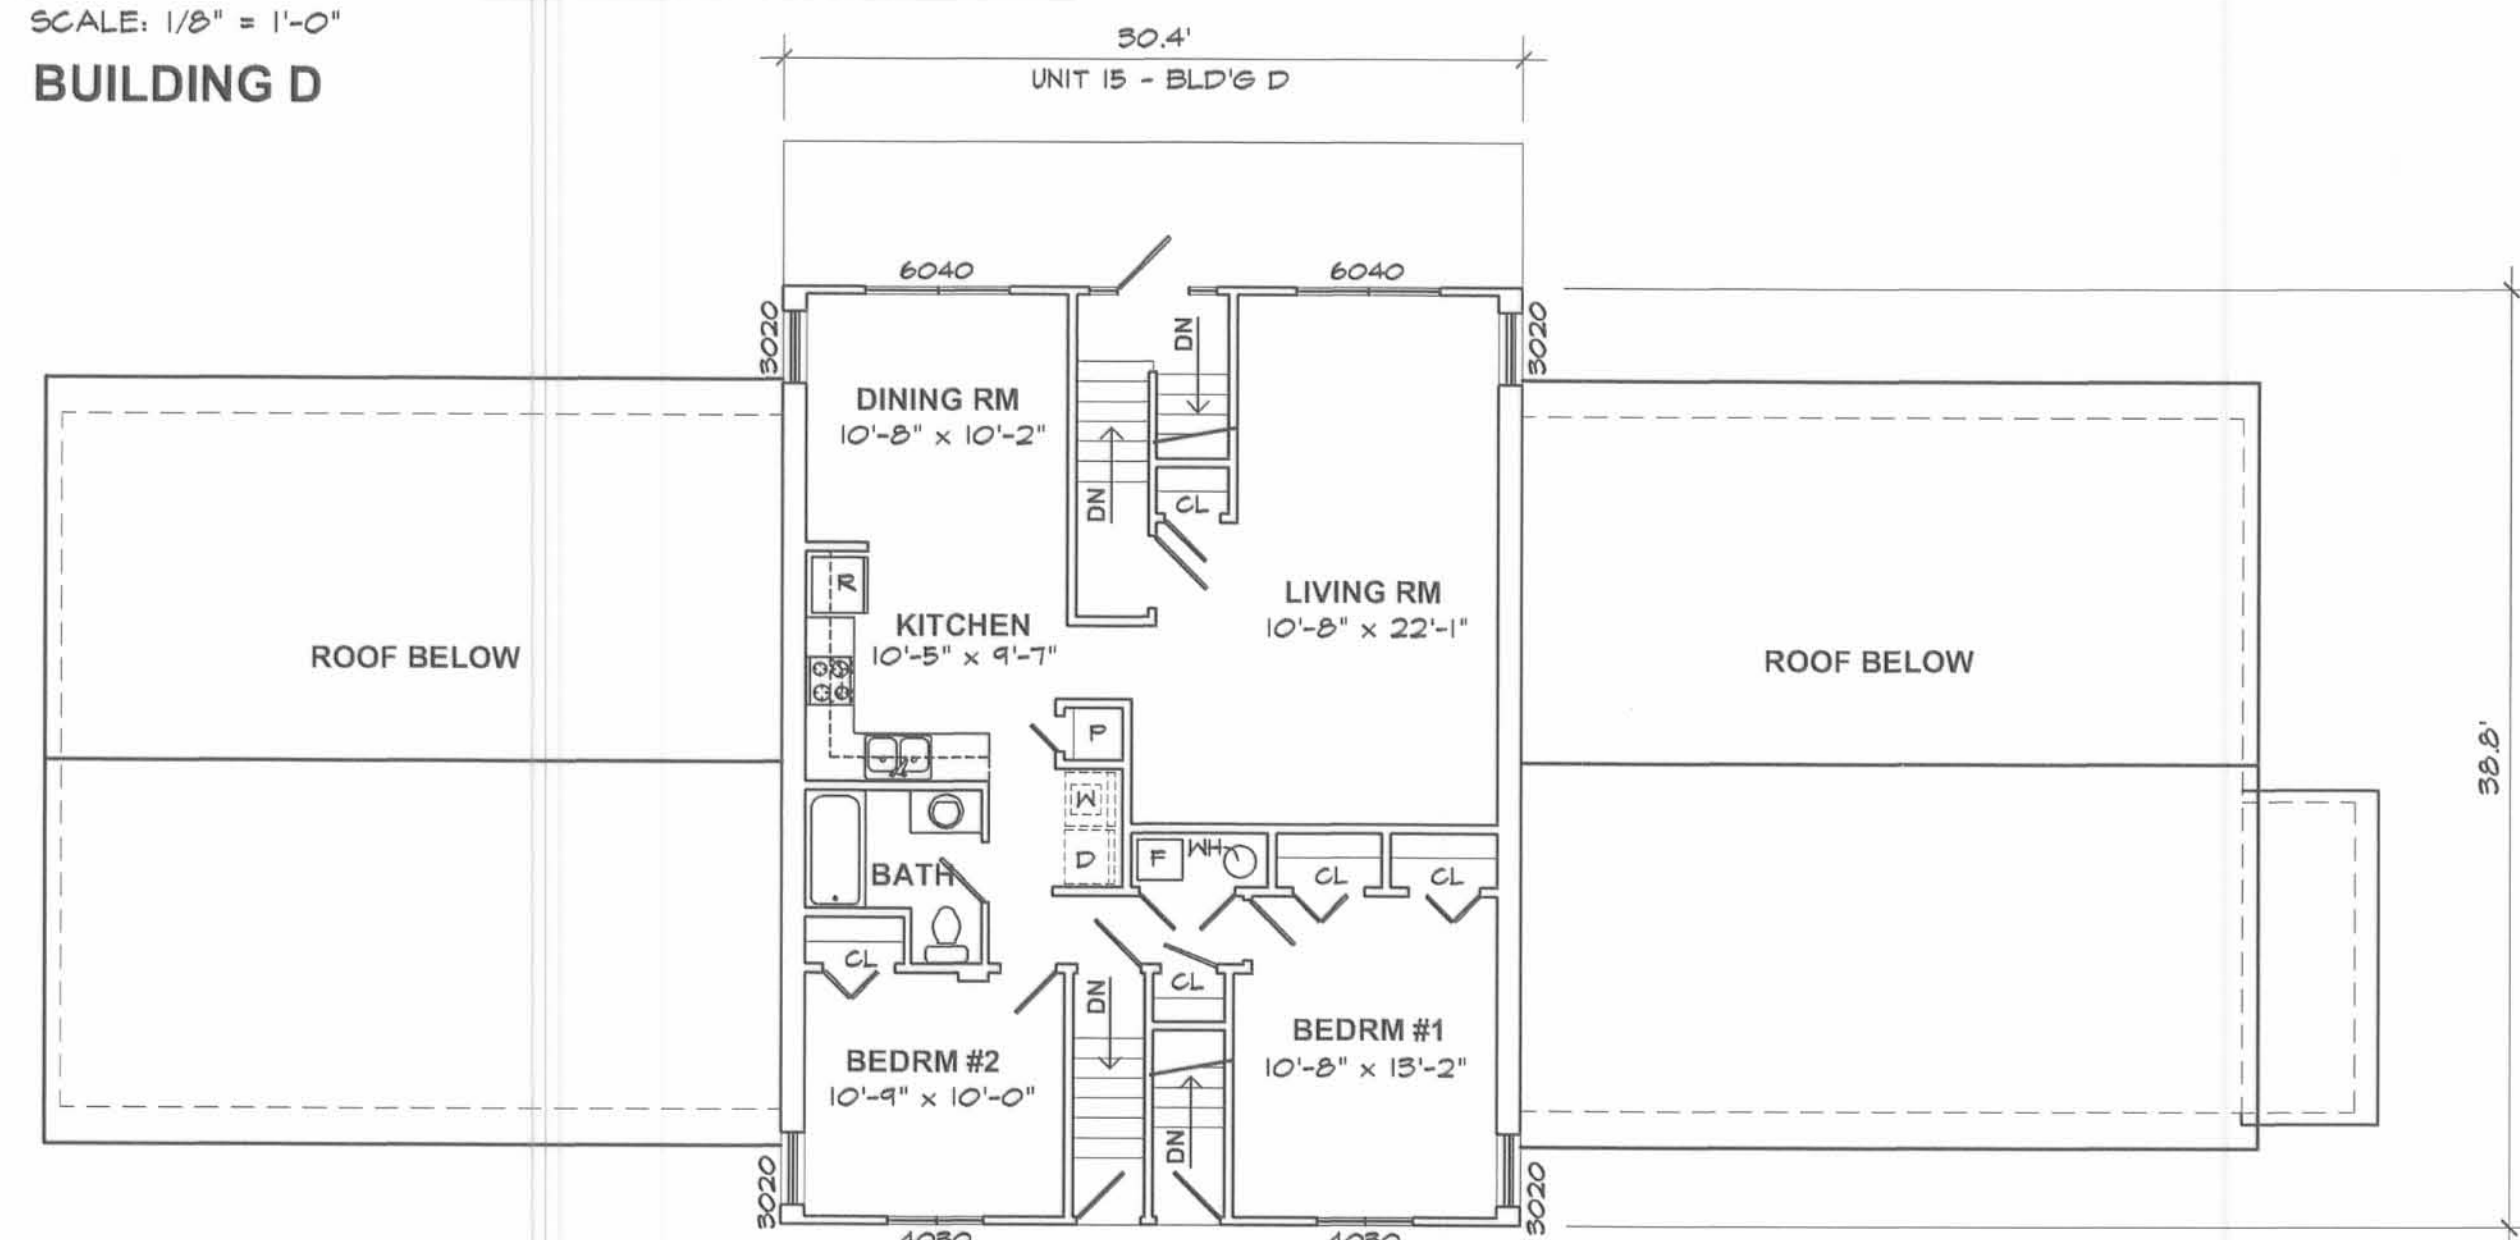 SCALE: 1/8" = 1'-0"
BUILDING D
30.4'
UNIT 15 - BLD'G D
6040
6040
3020
3020
DN
DINING RM
10'-8" x 10'-2"
DN
CL
R
KITCHEN
10'-5" x 9'-7"
LIVING RM
10'-8" x 22'-1"
ROOF BELOW
ROOF BELOW
38.8'
P
W
D
F
WH
CL
CL
BATH
CL
CL
DN
BEDRM #2
10'-9" x 10'-0"
BEDRM #1
10'-8" x 13'-2"
DN
3020
3020